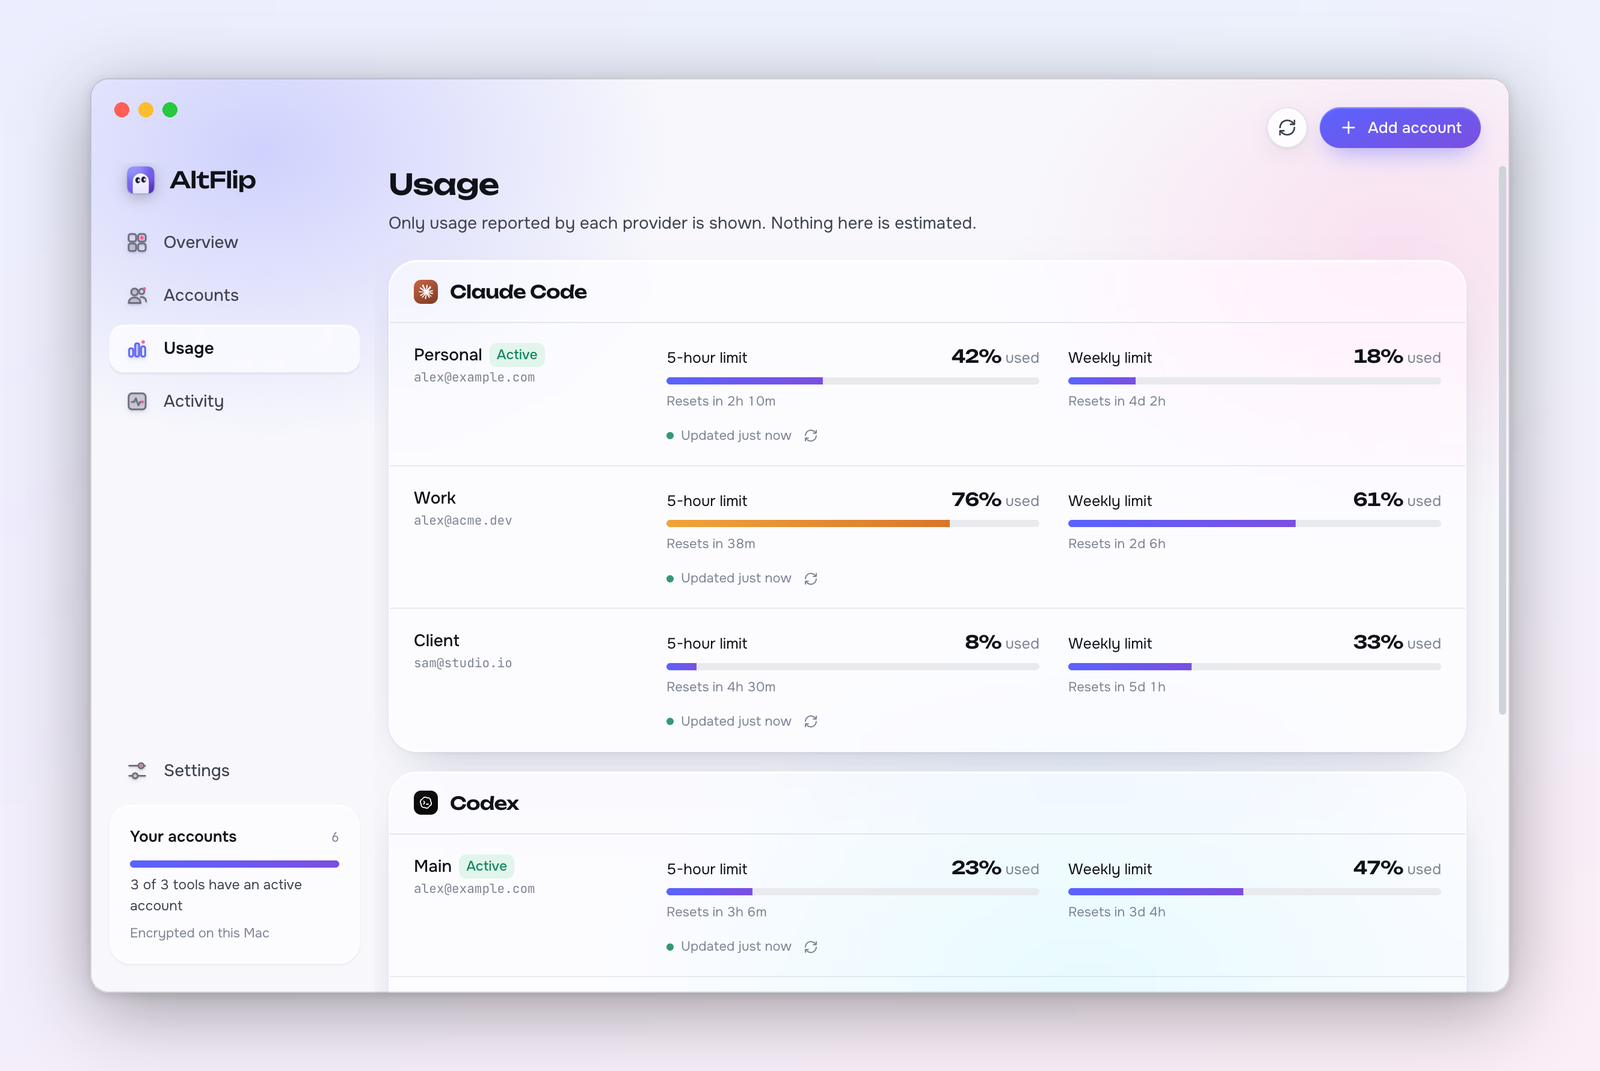 Add account
AltFlip
Overview
Accounts
Usage
Activity
Settings
Your accounts 6
3 of 3 tools have an active
account
Encrypted on this Mac
Usage
Only usage reported by each provider is shown. Nothing here is estimated.
Claude Code
Personal Active
alex@example.com
5-hour limit 42% used
Resets in 2h 10m
Updated just now
Weekly limit 18% used
Resets in 4d 2h
Work
alex@acme.dev
5-hour limit 76% used
Resets in 38m
Updated just now
Weekly limit 61% used
Resets in 2d 6h
Client
sam@studio.io
5-hour limit 8% used
Resets in 4h 30m
Updated just now
Weekly limit 33% used
Resets in 5d 1h
Codex
Main Active
alex@example.com
5-hour limit 23% used
Resets in 3h 6m
Updated just now
Weekly limit 47% used
Resets in 3d 4h